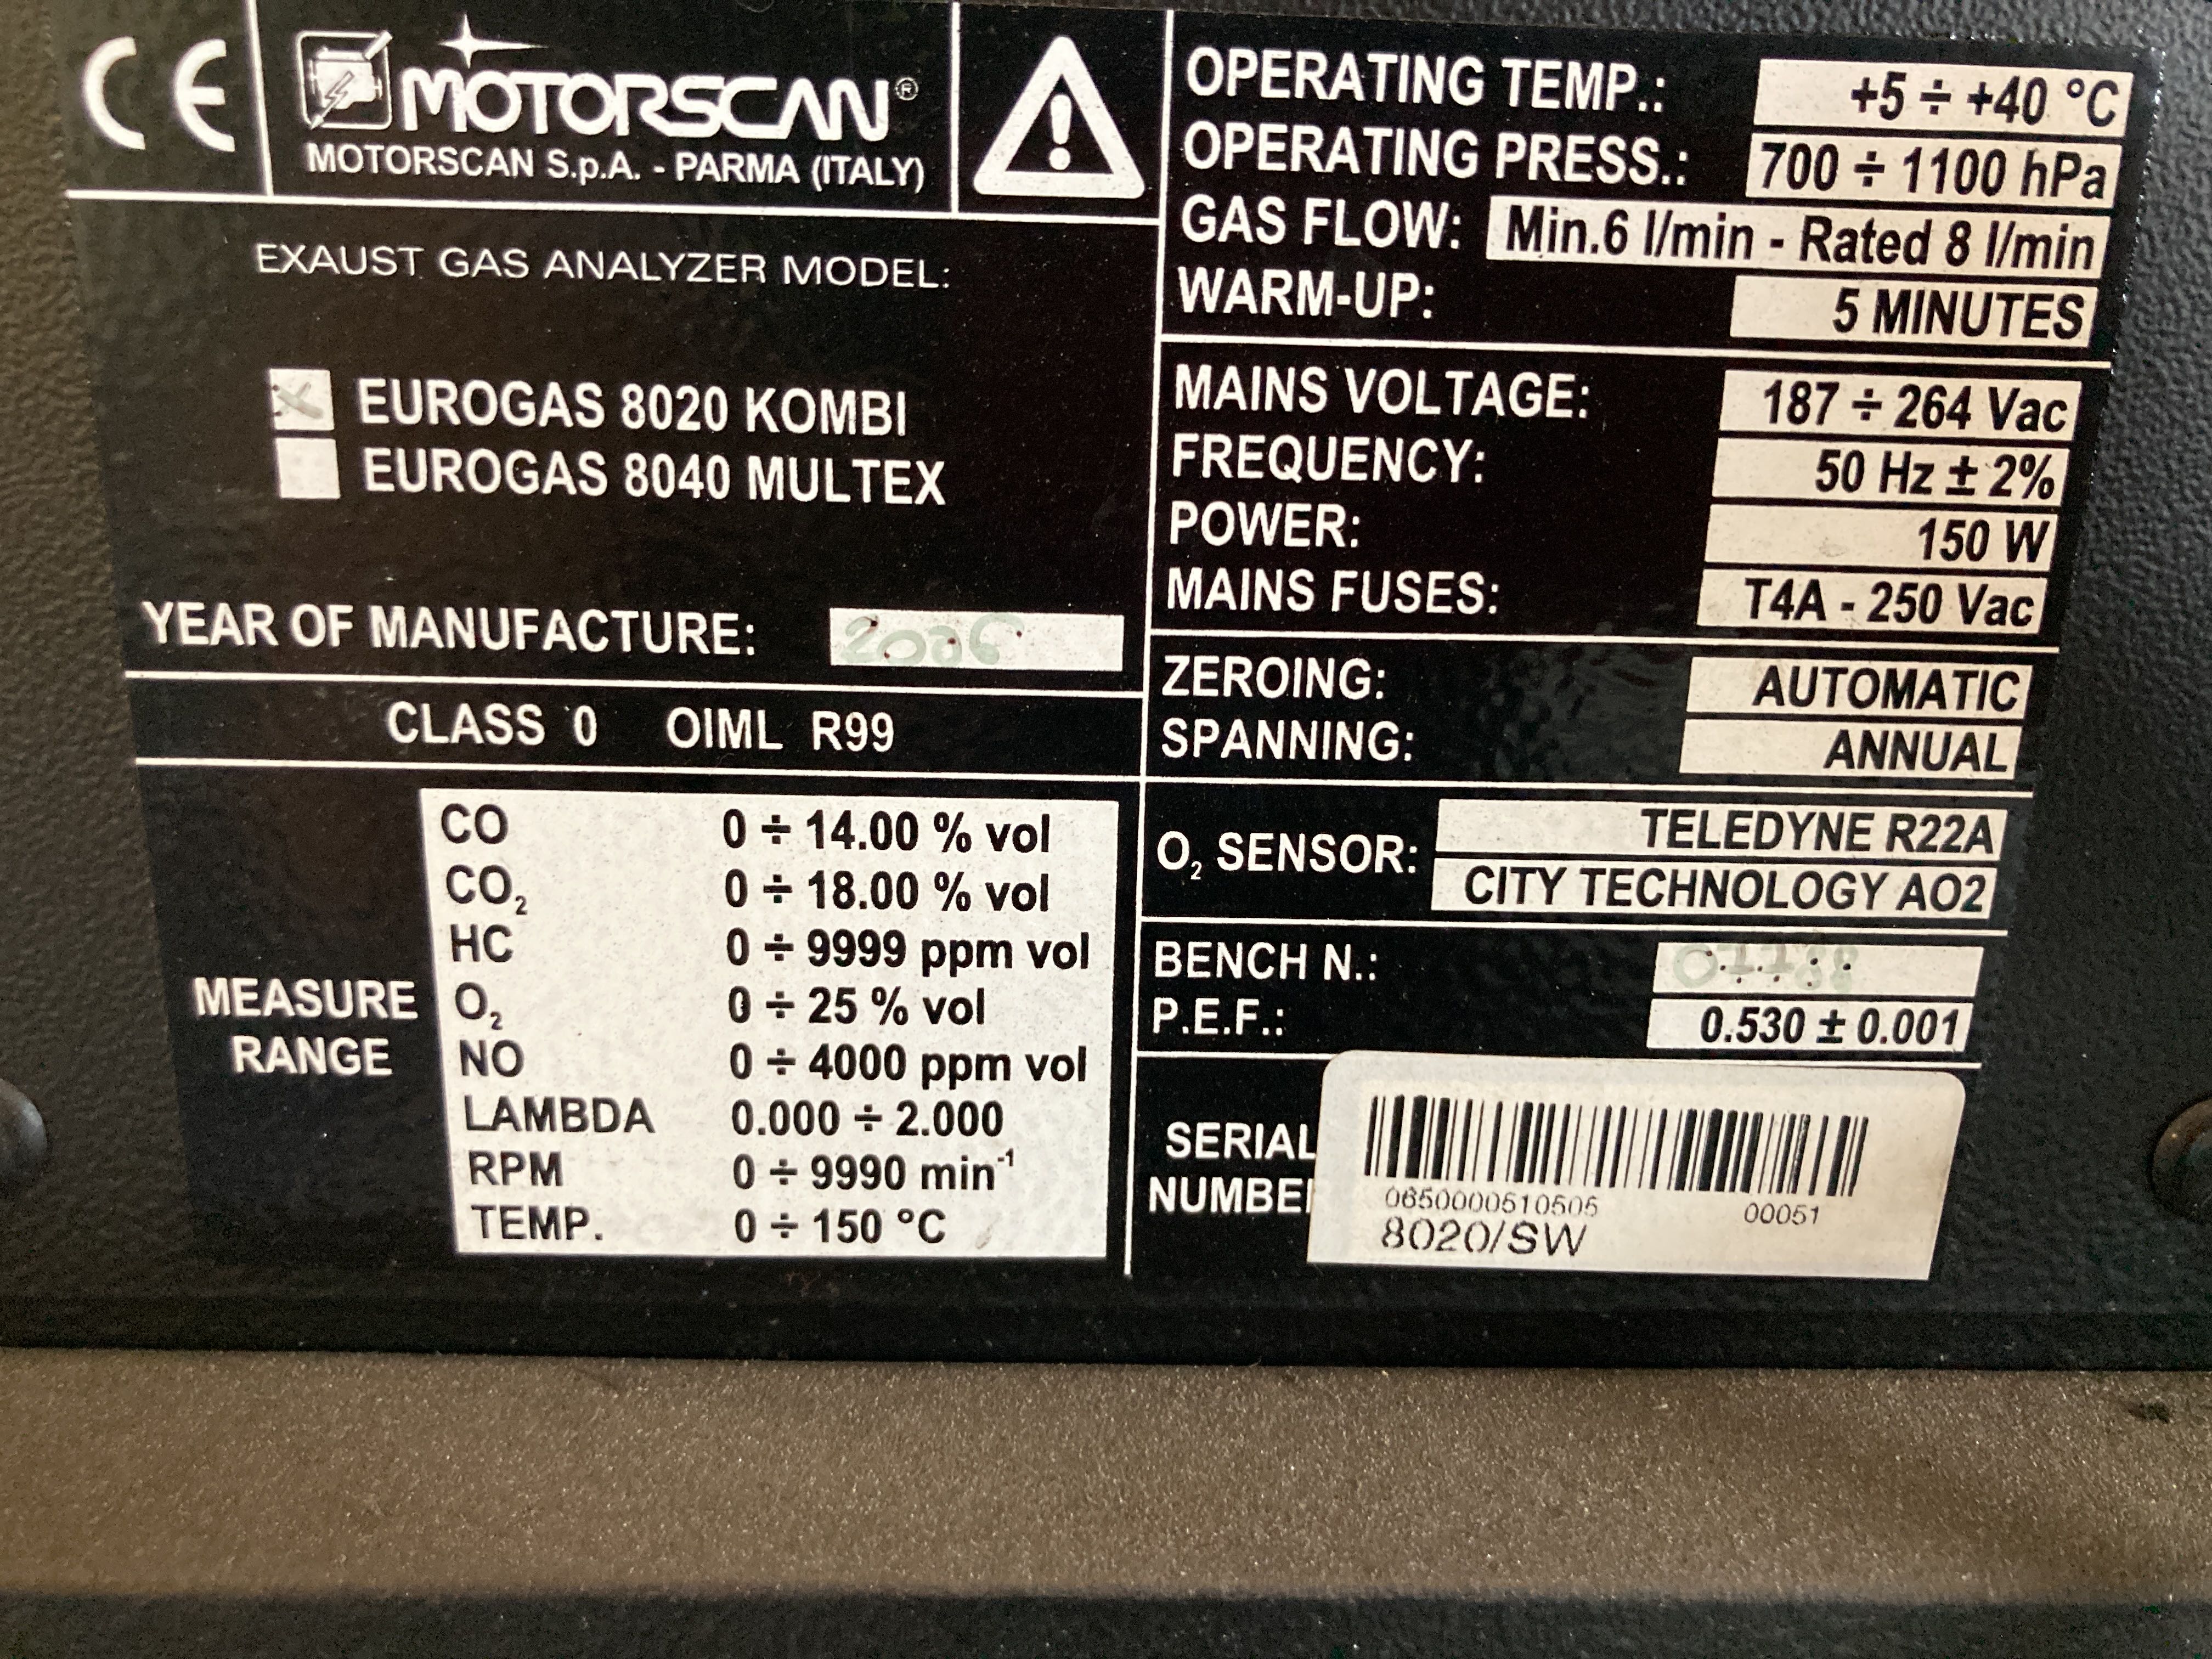 CE
MOTORSCAN®
MOTORSCAN S.p.A. - PARMA (ITALY)
EXAUST GAS ANALYZER MODEL:
EUROGAS 8020 KOMBI
EUROGAS 8040 MULTEX
YEAR OF MANUFACTURE:
CLASS 0 OIML R99
MEASURE RANGE
CO 0 ÷ 14.00 % vol
CO₂ 0 ÷ 18.00 % vol
HC 0 ÷ 9999 ppm vol
O₂ 0 ÷ 25 % vol
NO 0 ÷ 4000 ppm vol
LAMBDA 0.000 ÷ 2.000
RPM 0 ÷ 9990 min⁻¹
TEMP. 0 ÷ 150 °C
OPERATING TEMP.: +5 ÷ +40 °C
OPERATING PRESS.: 700 ÷ 1100 hPa
GAS FLOW: Min.6 l/min - Rated 8 l/min
WARM-UP: 5 MINUTES
MAINS VOLTAGE: 187 ÷ 264 Vac
FREQUENCY: 50 Hz ± 2%
POWER: 150 W
MAINS FUSES: T4A - 250 Vac
ZEROING: AUTOMATIC
SPANNING: ANNUAL
O₂ SENSOR: TELEDYNE R22A
CITY TECHNOLOGY AO2
BENCH N.:
P.E.F.: 0.530 ± 0.001
SERIAL
NUMBE
0650000510505 00051
8020/SW